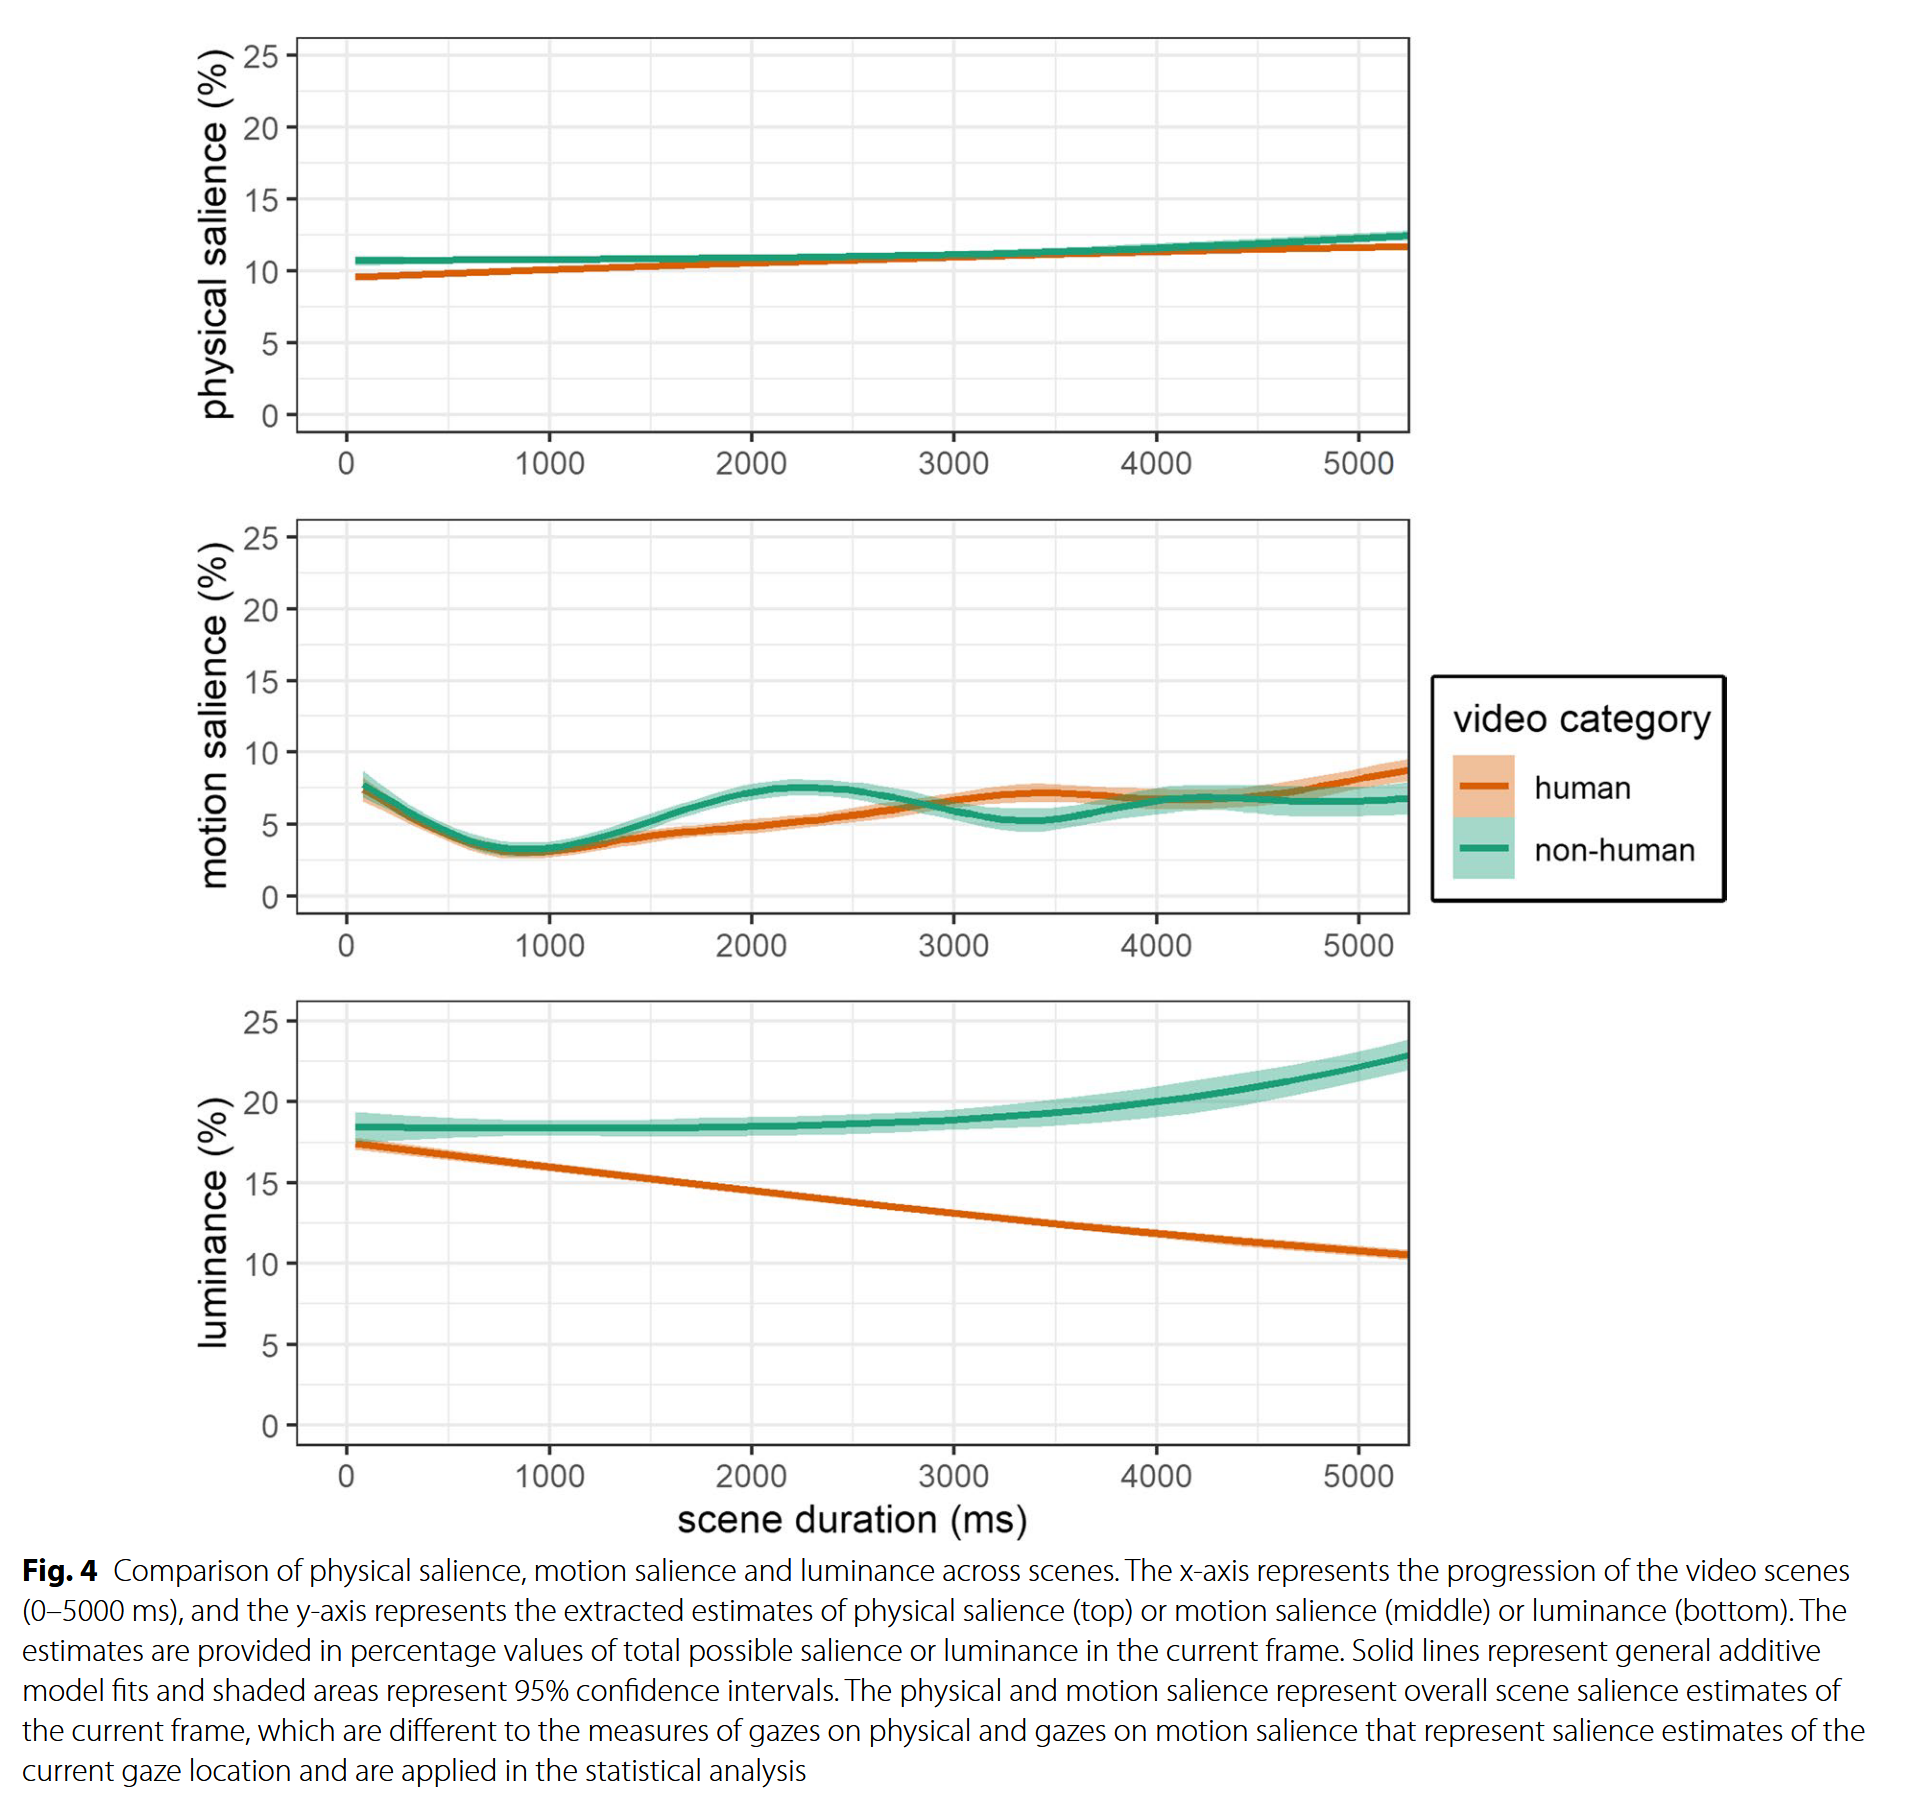 physical salience (%)
25
20
15
10
5
0
0 1000 2000 3000 4000 5000
motion salience (%)
25
20
15
10
5
0
0 1000 2000 3000 4000 5000
video category
human
non-human
luminance (%)
25
20
15
10
5
0
0 1000 2000 3000 4000 5000
scene duration (ms)
Fig. 4 Comparison of physical salience, motion salience and luminance across scenes. The x-axis represents the progression of the video scenes
(0–5000 ms), and the y-axis represents the extracted estimates of physical salience (top) or motion salience (middle) or luminance (bottom). The
estimates are provided in percentage values of total possible salience or luminance in the current frame. Solid lines represent general additive
model fits and shaded areas represent 95% confidence intervals. The physical and motion salience represent overall scene salience estimates of
the current frame, which are different to the measures of gazes on physical and gazes on motion salience that represent salience estimates of the
current gaze location and are applied in the statistical analysis